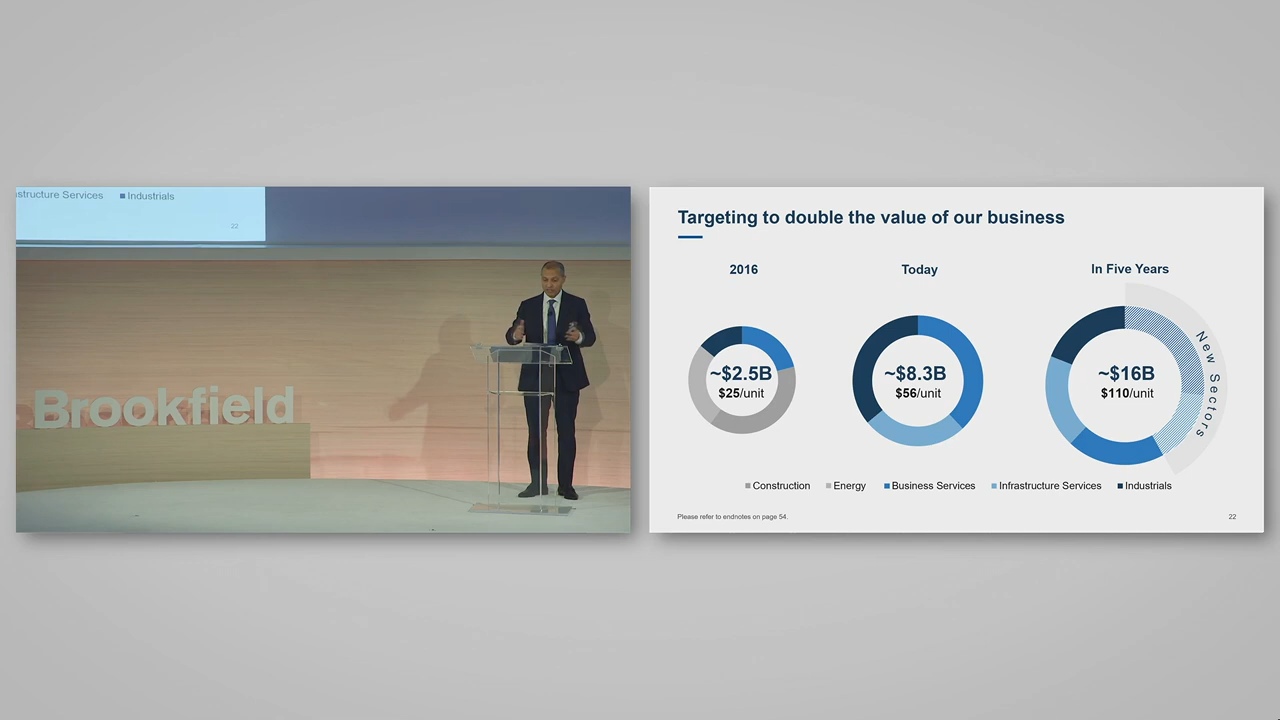 structure Services ■ Industrials
22
Brookfield
Targeting to double the value of our business
2016
Today
In Five Years
~$2.5B
$25/unit
~$8.3B
$56/unit
~$16B
$110/unit
New Sectors
Construction Energy Business Services Infrastructure Services Industrials
Please refer to endnotes on page 54.
22